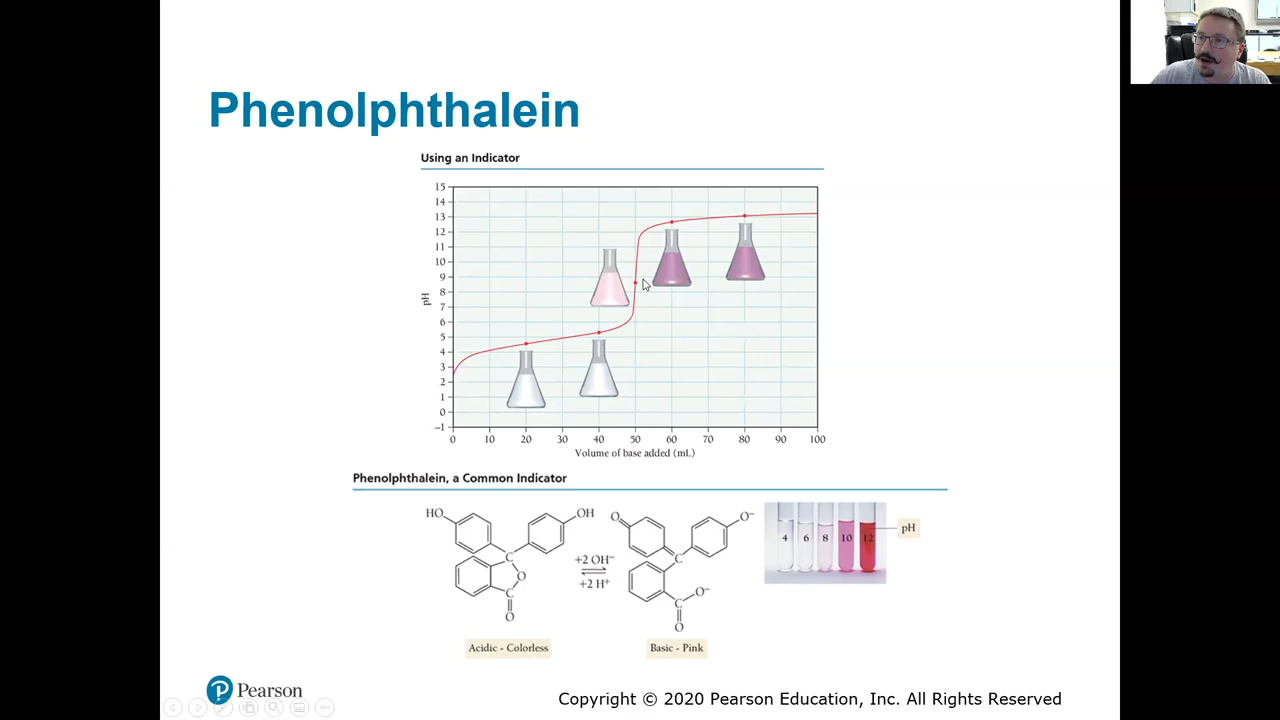 Phenolphthalein
Using an Indicator
15
14
13
12
11
10
9
8
7
6
5
4
3
2
1
0
−1
pH
0 10 20 30 40 50 60 70 80 90 100
Volume of base added (mL)
Phenolphthalein, a Common Indicator
HO OH
C
O
C
O
+2 OH⁻
+2 H⁺
O O⁻
C
C O⁻
O
4 6 8 10 12
pH
Acidic - Colorless
Basic - Pink
Pearson
Copyright © 2020 Pearson Education, Inc. All Rights Reserved